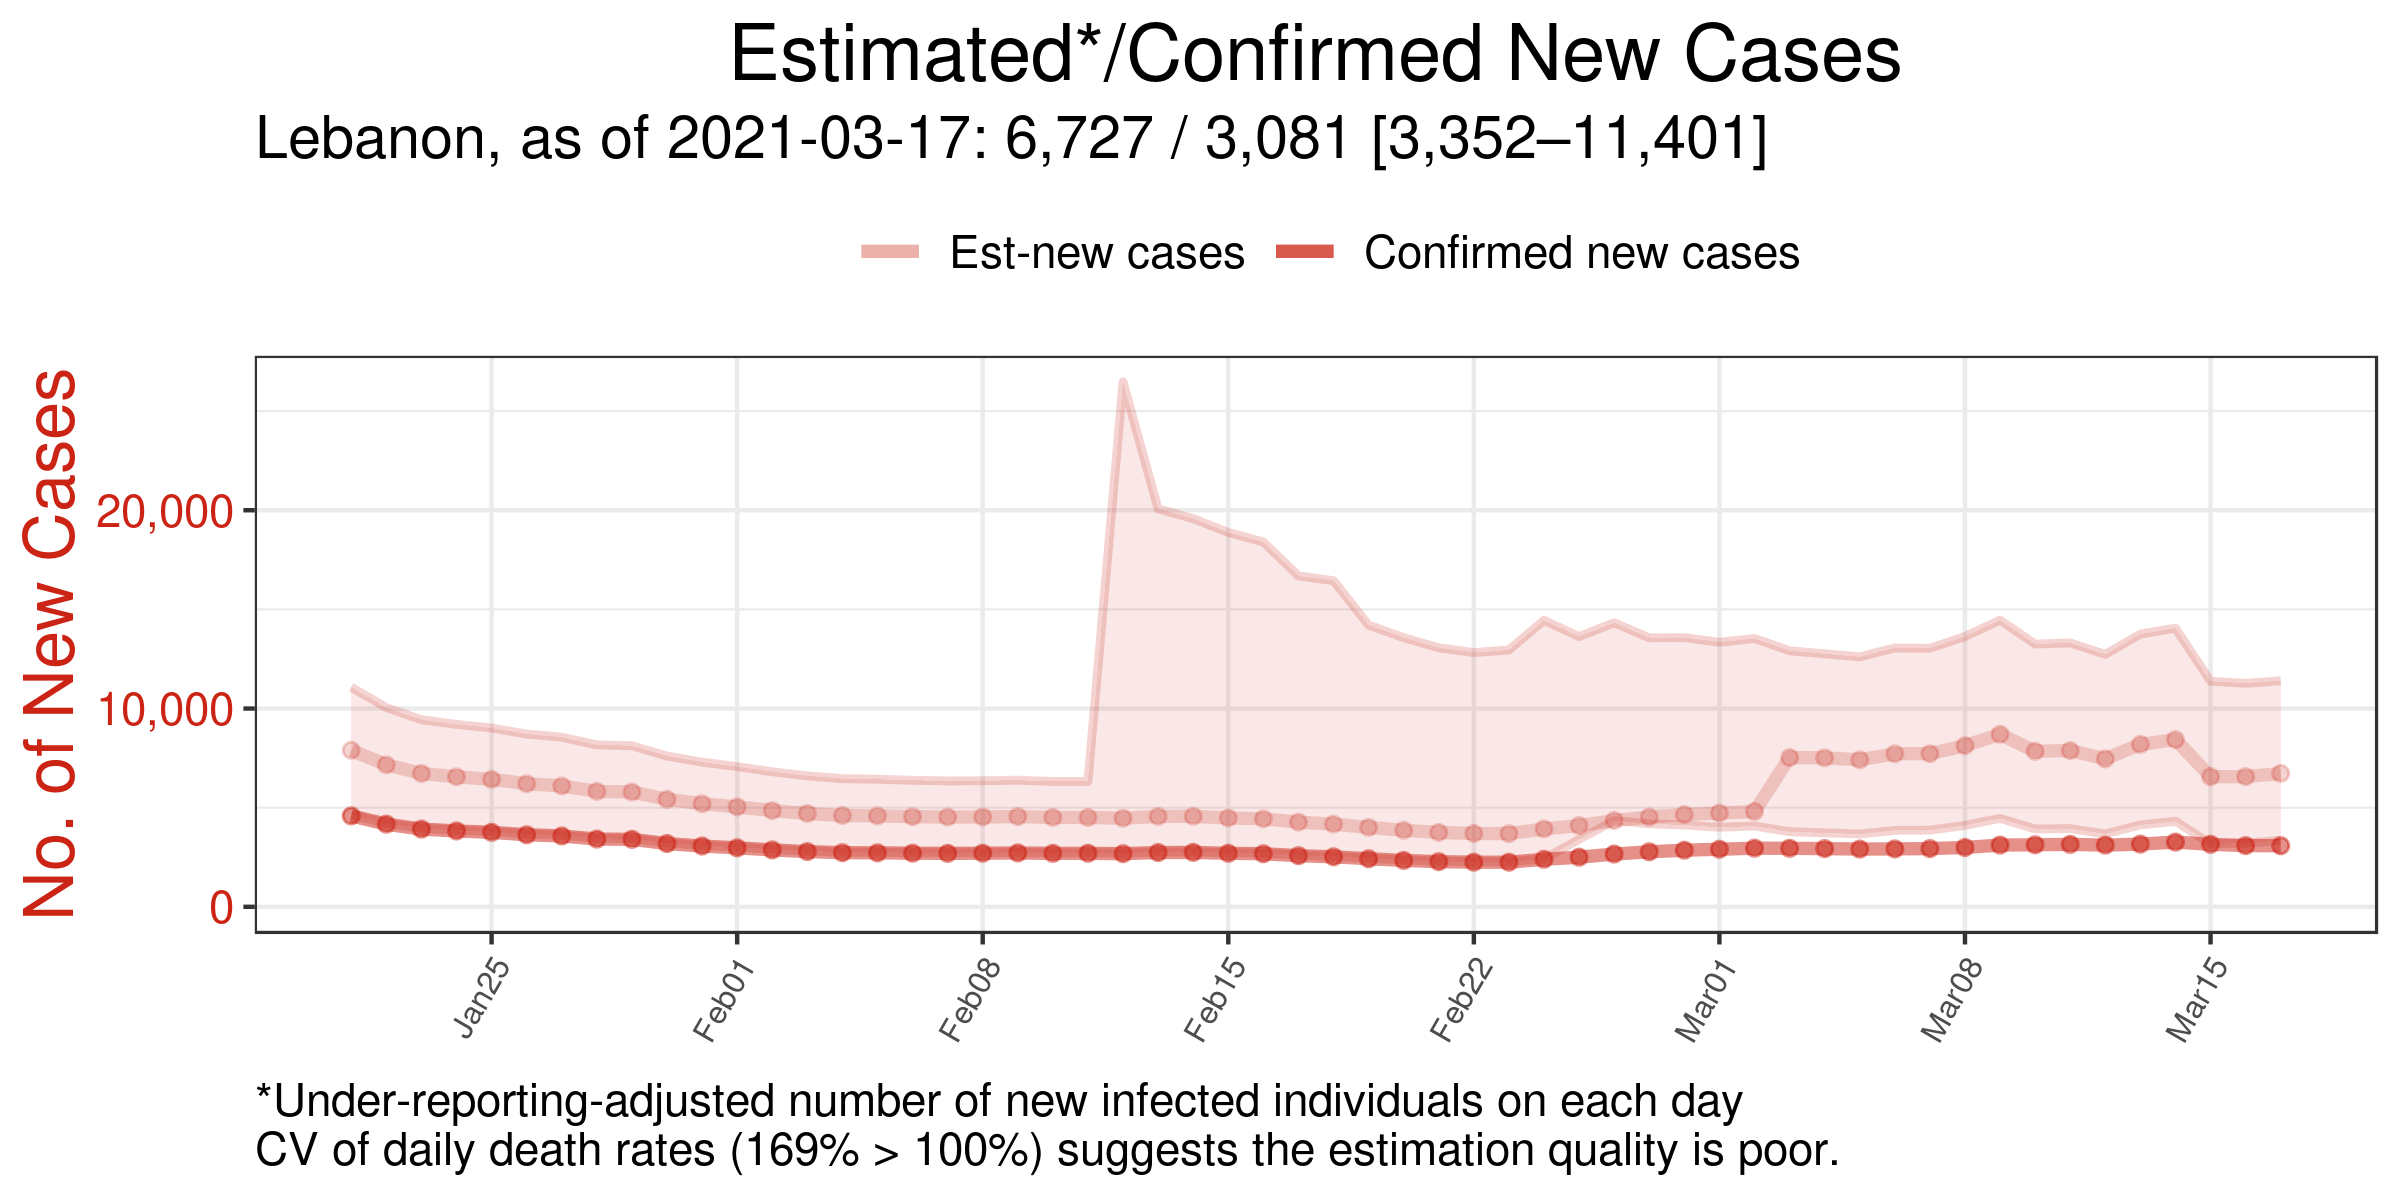 Estimated*/Confirmed New Cases
Lebanon, as of 2021-03-17: 6,727 / 3,081 [3,352–11,401]
Est-new cases
Confirmed new cases
No. of New Cases
20,000
10,000
0
Jan25
Feb01
Feb08
Feb15
Feb22
Mar01
Mar08
Mar15
*Under-reporting-adjusted number of new infected individuals on each day
CV of daily death rates (169% > 100%) suggests the estimation quality is poor.